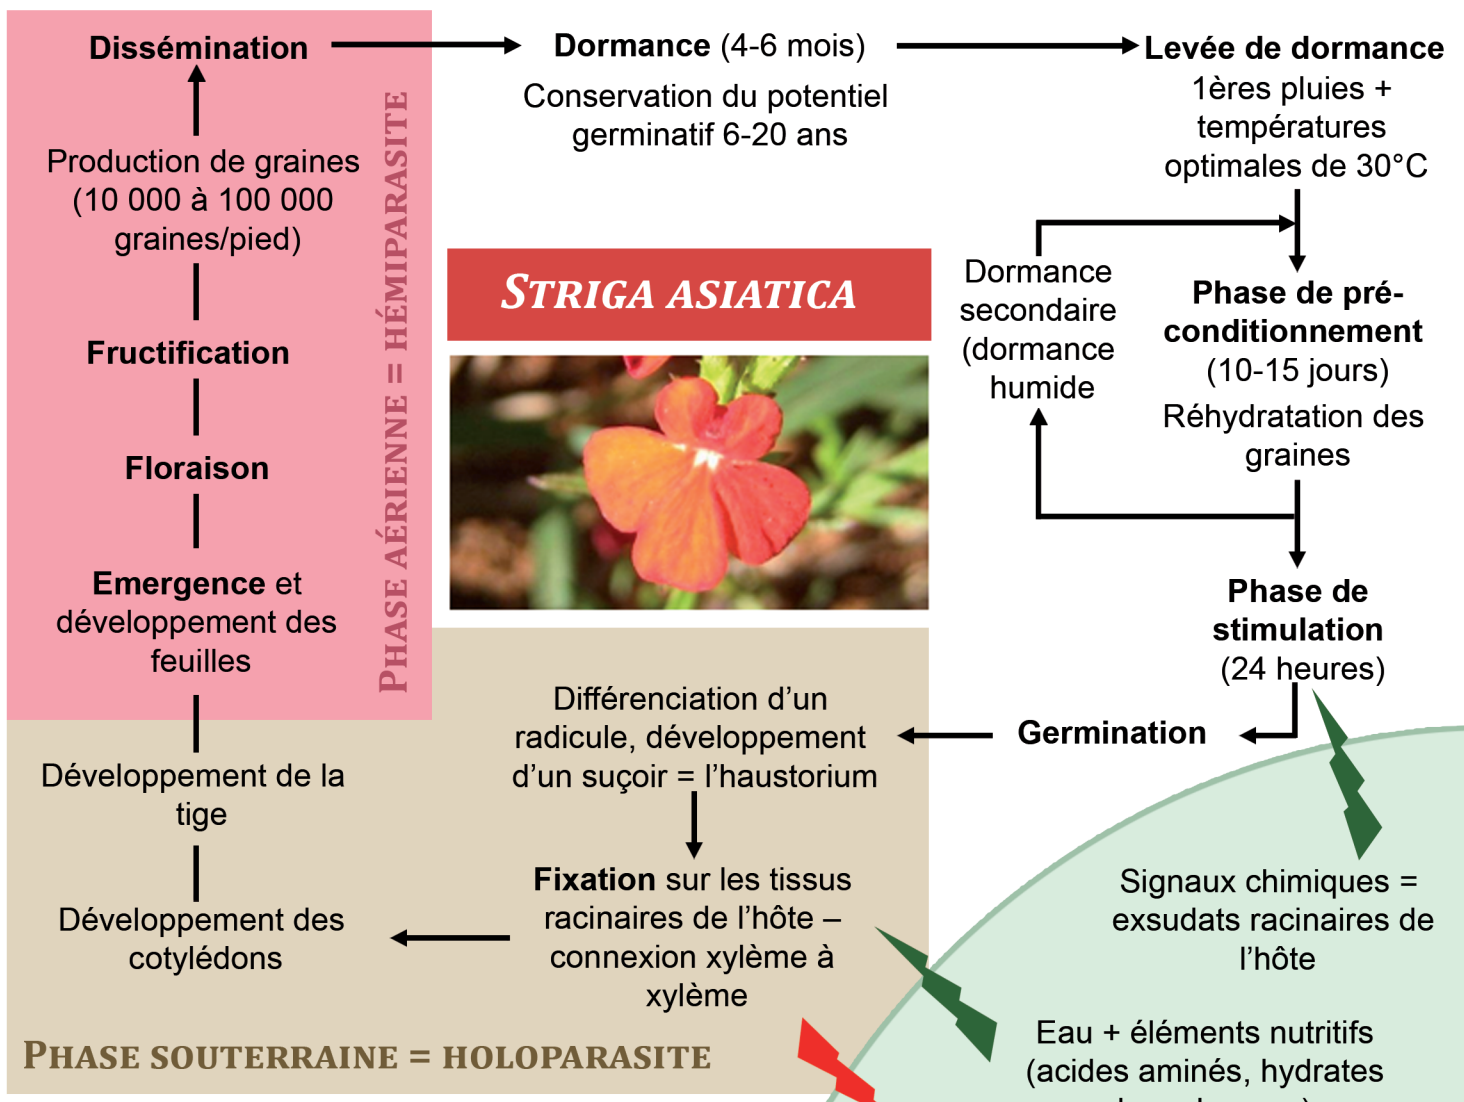 Dissémination
Production de graines
(10 000 à 100 000
graines/pied)
Fructification
Floraison
Emergence et
développement des
feuilles
PHASE AÉRIENNE = HÉMIPARASITE
Dormance (4-6 mois)
Conservation du potentiel
germinatif 6-20 ans
Levée de dormance
1ères pluies +
températures
optimales de 30°C
Dormance
secondaire
(dormance
humide
Phase de pré-
conditionnement
(10-15 jours)
Réhydratation des
graines
STRIGA ASIATICA
Phase de
stimulation
(24 heures)
Germination
Différenciation d’un
radicule, développement
d’un suçoir = l’haustorium
Fixation sur les tissus
racinaires de l’hôte –
connexion xylème à
xylème
Développement de la
tige
Développement des
cotylédons
PHASE SOUTERRAINE = HOLOPARASITE
Signaux chimiques =
exsudats racinaires de
l’hôte
Eau + éléments nutritifs
(acides aminés, hydrates